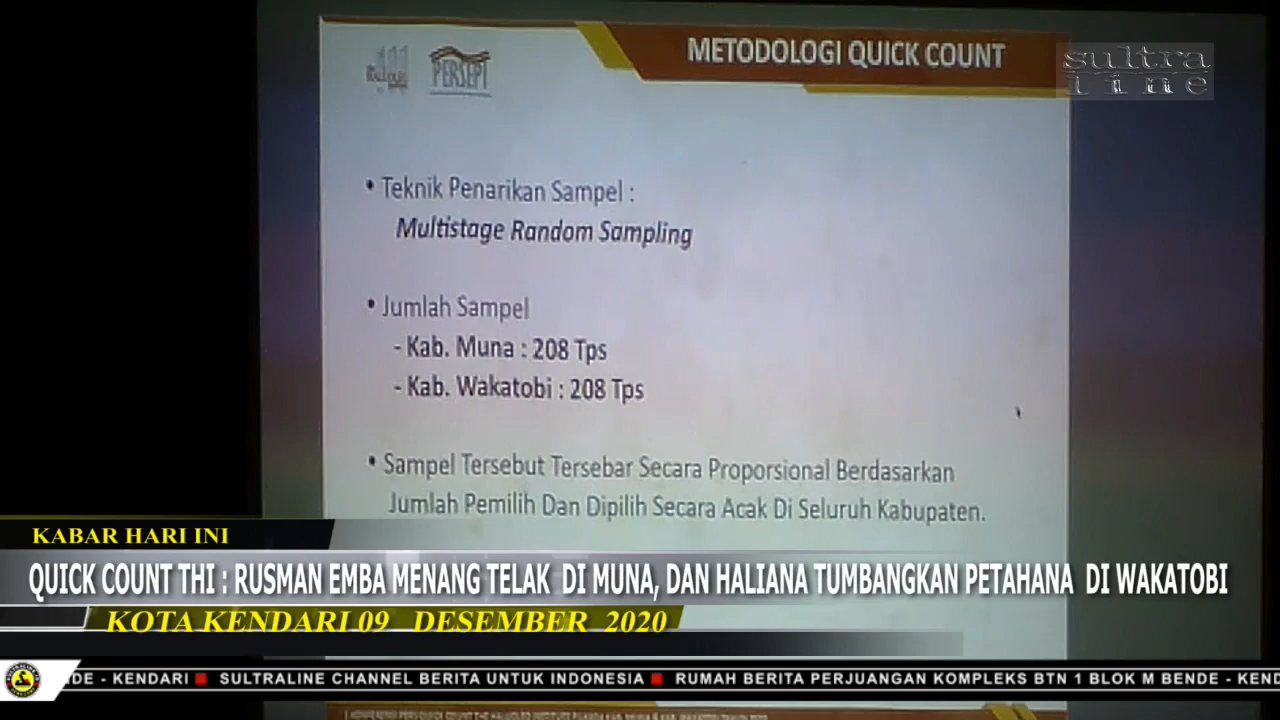 METODOLOGI QUICK COUNT
sultra
line
PERSEPI
• Teknik Penarikan Sampel :
Multistage Random Sampling
• Jumlah Sampel
- Kab. Muna : 208 Tps
- Kab. Wakatobi : 208 Tps
• Sampel Tersebut Tersebar Secara Proporsional Berdasarkan
Jumlah Pemilih Dan Dipilih Secara Acak Di Seluruh Kabupaten.
KABAR HARI INI
QUICK COUNT THI : RUSMAN EMBA MENANG TELAK DI MUNA, DAN HALIANA TUMBANGKAN PETAHANA DI WAKATOBI
KOTA KENDARI 09 DESEMBER 2020
NDE - KENDARI ■ SULTRALINE CHANNEL BERITA UNTUK INDONESIA ■ RUMAH BERITA PERJUANGAN KOMPLEKS BTN 1 BLOK M BENDE - KEND